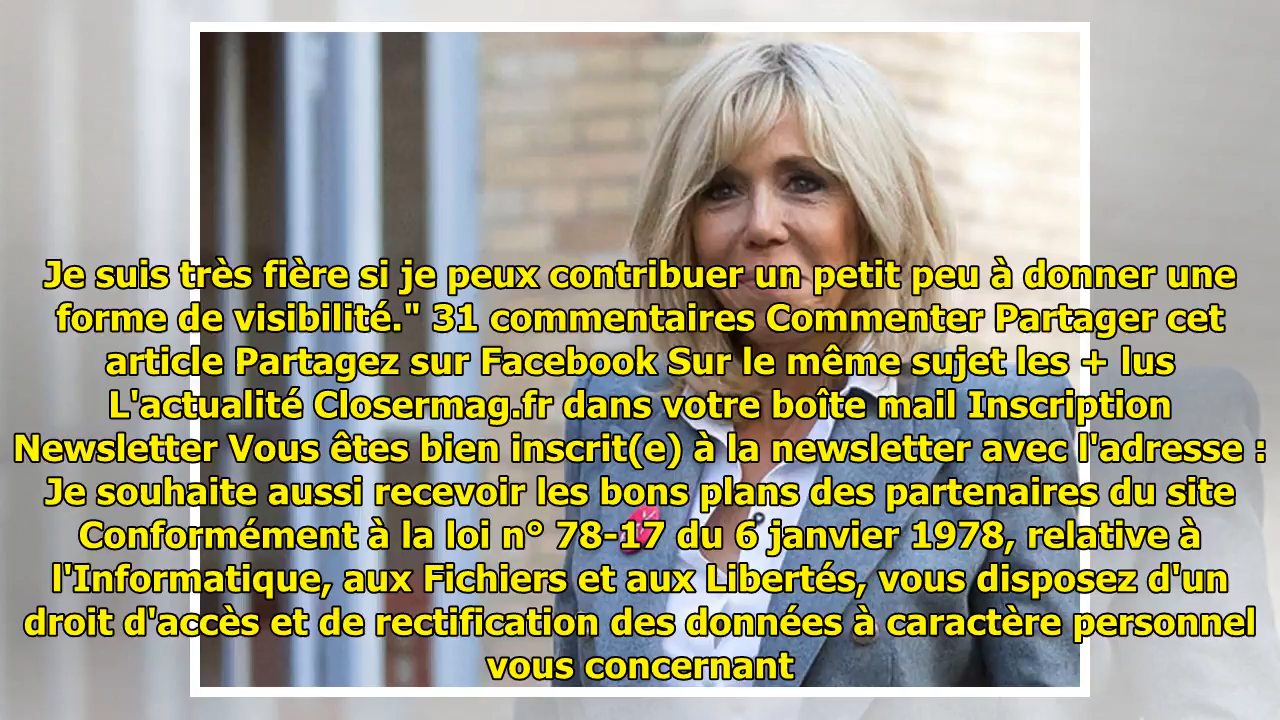 Je suis très fière si je peux contribuer un petit peu à donner une
forme de visibilité." 31 commentaires Commenter Partager cet
article Partagez sur Facebook Sur le même sujet les + lus
L'actualité Closermag.fr dans votre boîte mail Inscription
Newsletter Vous êtes bien inscrit(e) à la newsletter avec l'adresse :
Je souhaite aussi recevoir les bons plans des partenaires du site
Conformément à la loi n° 78-17 du 6 janvier 1978, relative à
l'Informatique, aux Fichiers et aux Libertés, vous disposez d'un
droit d'accès et de rectification des données à caractère personnel
vous concernant